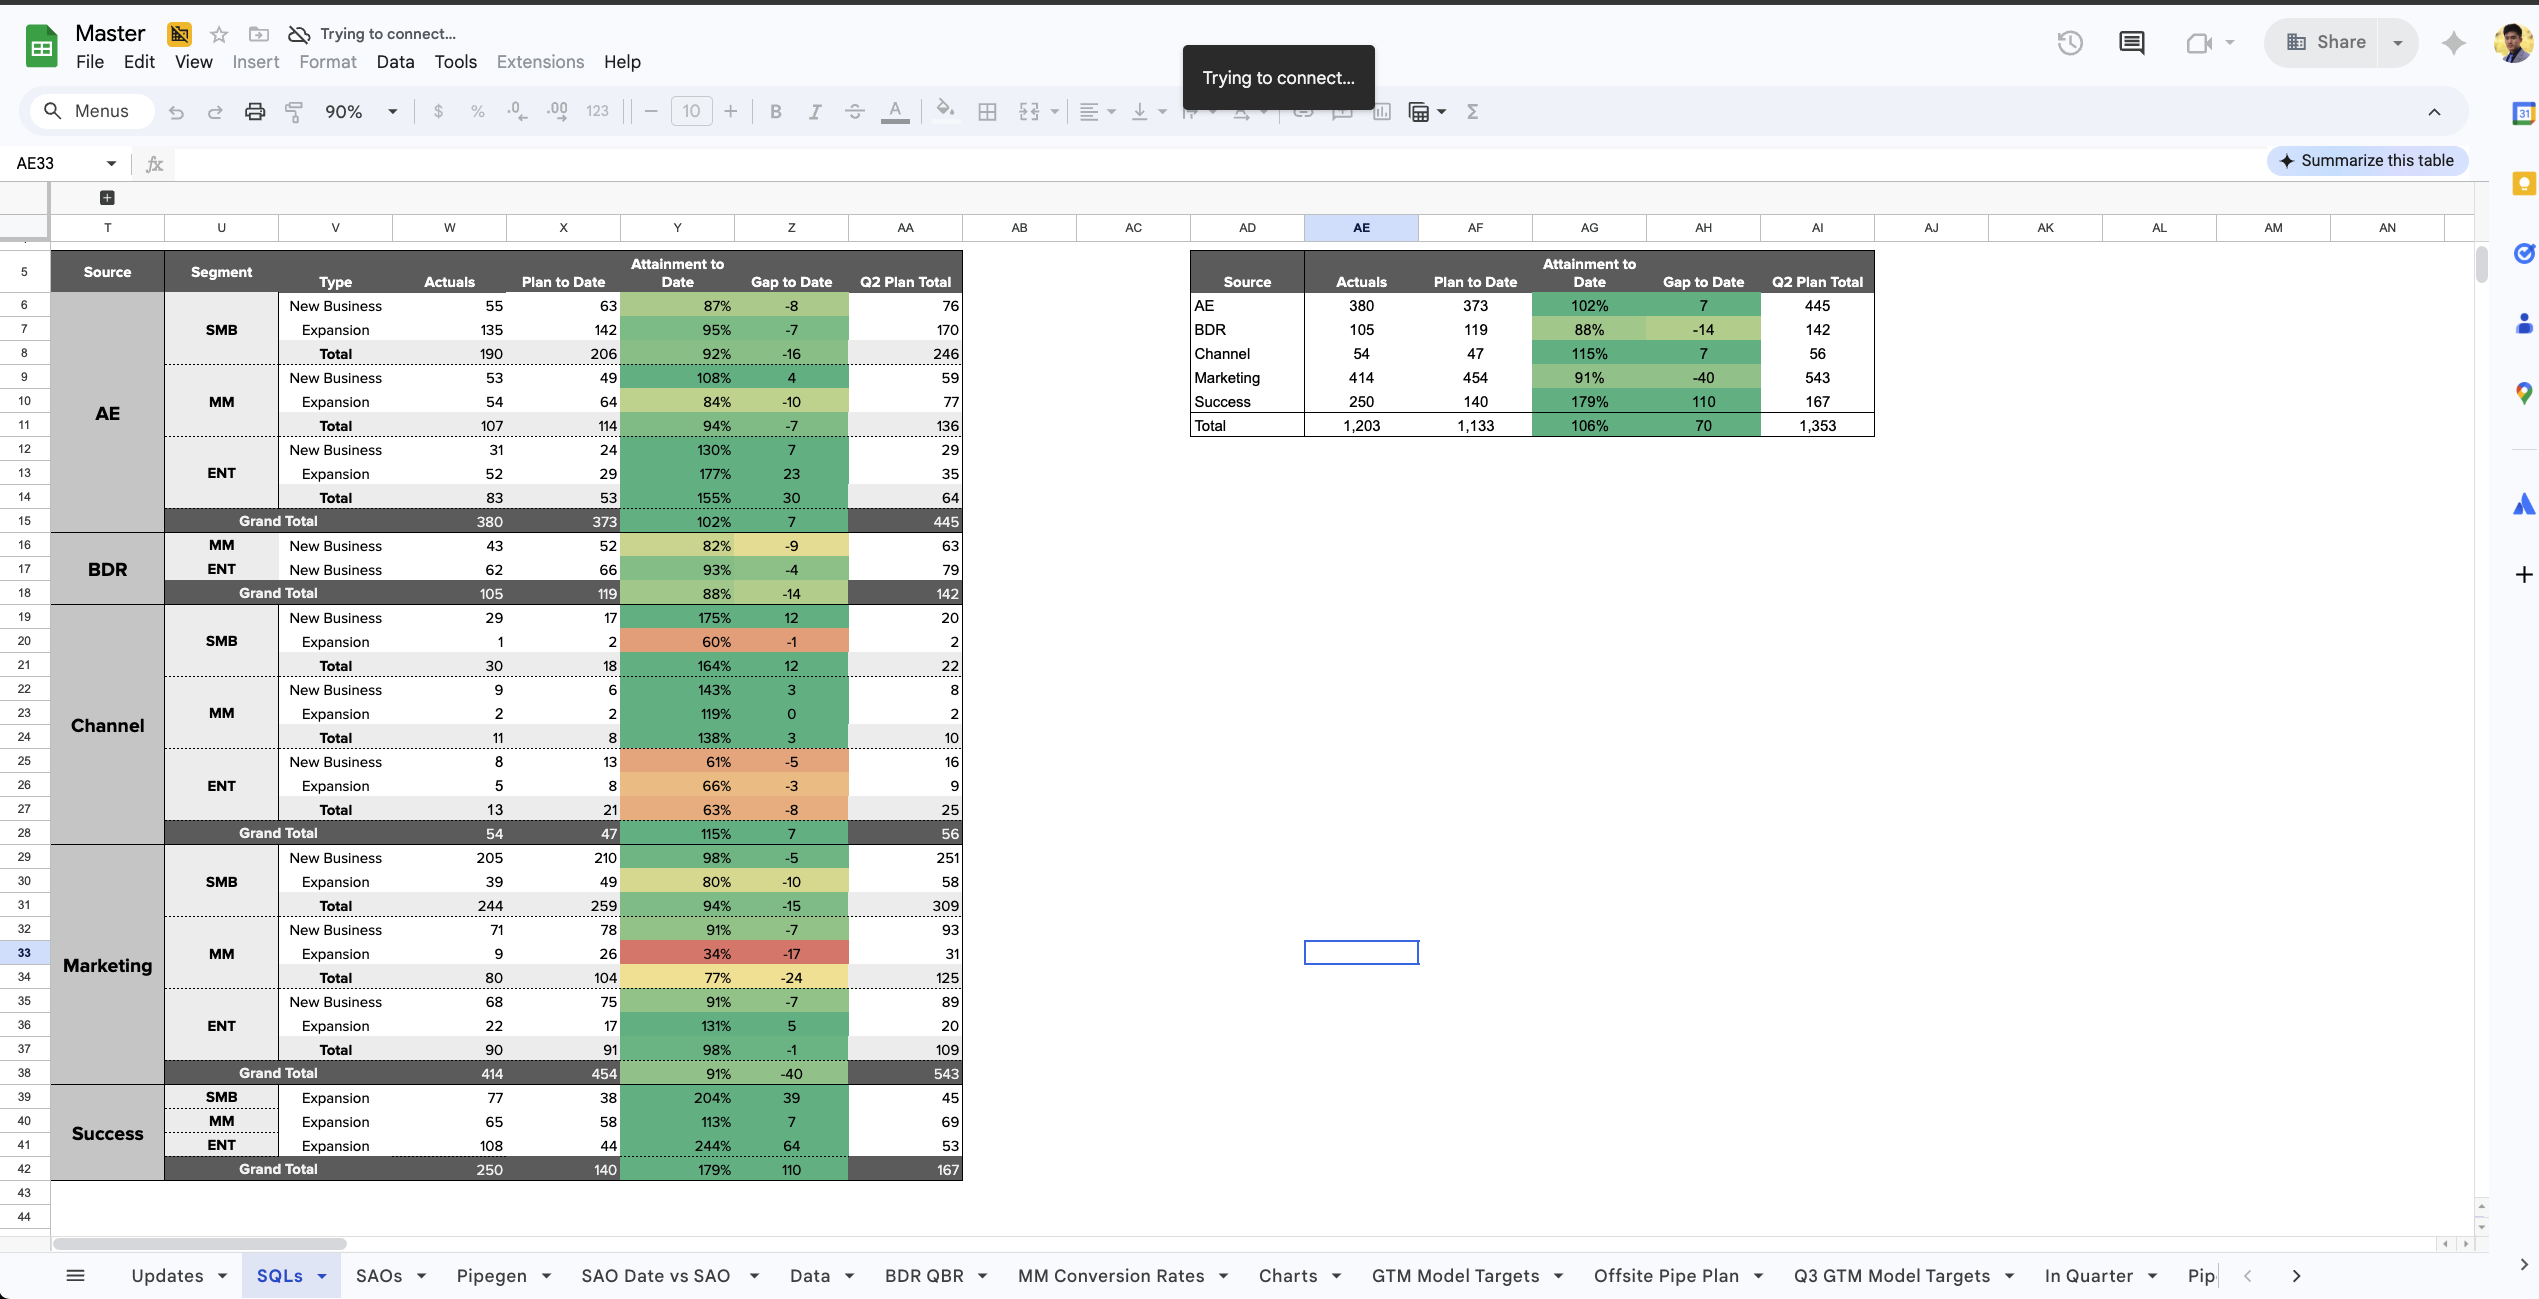 Master Trying to connect...
File Edit View Insert Format Data Tools Extensions Help
Trying to connect...
Share
Menus 90% $ % .0 .00 123 10 B I A Σ
31
AE33 fx
Summarize this table
T U V W X Y Z AA AB AC AD AE AF AG AH AI AJ AK AL AM AN
5 Source Segment Type Actuals Plan to Date Attainment to Date Gap to Date Q2 Plan Total
Source Actuals Plan to Date Attainment to Date Gap to Date Q2 Plan Total
6 AE SMB New Business 55 63 87% -8 76
AE 380 373 102% 7 445
7 Expansion 135 142 95% -7 170
BDR 105 119 88% -14 142
8 Total 190 206 92% -16 246
Channel 54 47 115% 7 56
9 MM New Business 53 49 108% 4 59
Marketing 414 454 91% -40 543
10 Expansion 54 64 84% -10 77
Success 250 140 179% 110 167
11 Total 107 114 94% -7 136
Total 1,203 1,133 106% 70 1,353
12 ENT New Business 31 24 130% 7 29
13 Expansion 52 29 177% 23 35
14 Total 83 53 155% 30 64
15 Grand Total 380 373 102% 7 445
16 BDR MM New Business 43 52 82% -9 63
17 ENT New Business 62 66 93% -4 79
18 Grand Total 105 119 88% -14 142
19 Channel SMB New Business 29 17 175% 12 20
20 Expansion 1 2 60% -1 2
21 Total 30 18 164% 12 22
22 MM New Business 9 6 143% 3 8
23 Expansion 2 2 119% 0 2
24 Total 11 8 138% 3 10
25 ENT New Business 8 13 61% -5 16
26 Expansion 5 8 66% -3 9
27 Total 13 21 63% -8 25
28 Grand Total 54 47 115% 7 56
29 Marketing SMB New Business 205 210 98% -5 251
30 Expansion 39 49 80% -10 58
31 Total 244 259 94% -15 309
32 MM New Business 71 78 91% -7 93
33 Expansion 9 26 34% -17 31
34 Total 80 104 77% -24 125
35 ENT New Business 68 75 91% -7 89
36 Expansion 22 17 131% 5 20
37 Total 90 91 98% -1 109
38 Grand Total 414 454 91% -40 543
39 Success SMB Expansion 77 38 204% 39 45
40 MM Expansion 65 58 113% 7 69
41 ENT Expansion 108 44 244% 64 53
42 Grand Total 250 140 179% 110 167
43
44
Updates SQLs SAOs Pipegen SAO Date vs SAO Data BDR QBR MM Conversion Rates Charts GTM Model Targets Offsite Pipe Plan Q3 GTM Model Targets In Quarter Pip